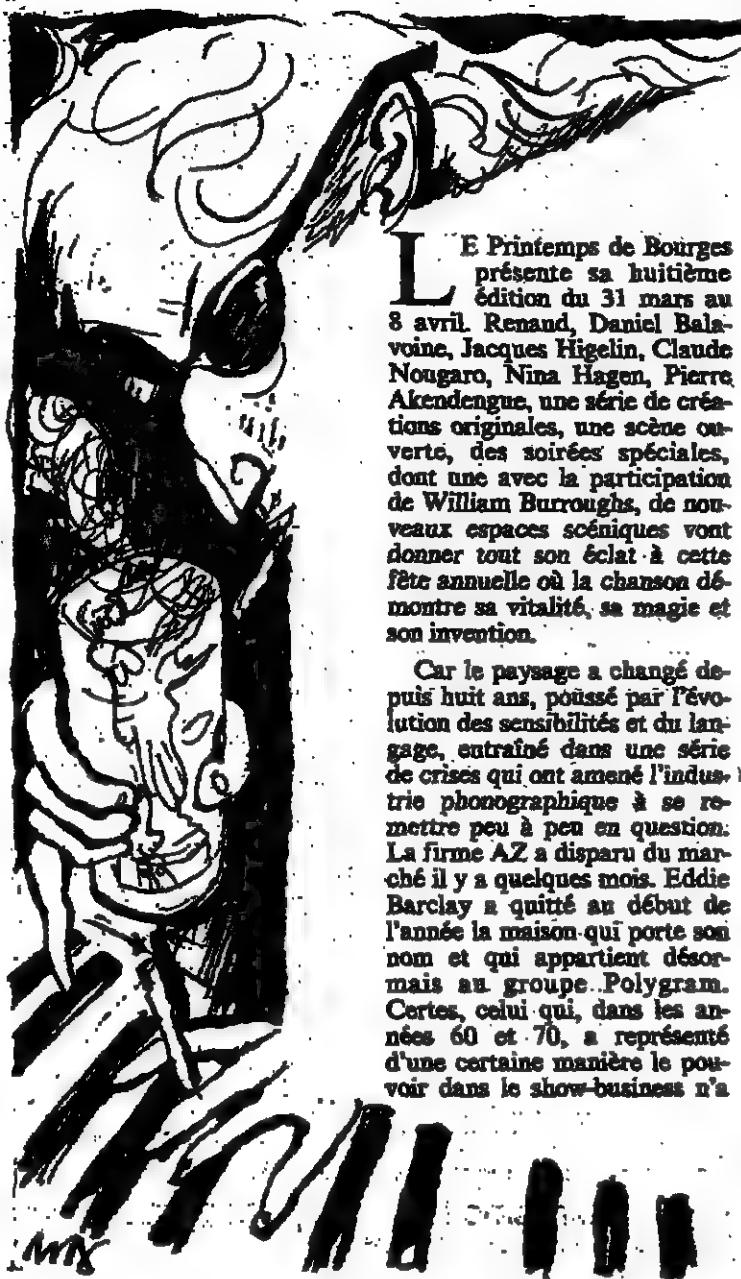 LE Printemps de Bourges
présente sa huitième
édition du 31 mars au
8 avril. Renaud, Daniel Bala-
voine, Jacques Higelin, Claude
Nougaro, Nina Hagen, Pierre
Akendengue, une série de créa-
tions originales, une scène ou-
verte, des soirées spéciales,
dont une avec la participation
de William Burroughs, de nou-
veaux espaces scéniques vont
donner tout son éclat à cette
fête annuelle où la chanson dé-
montre sa vitalité, sa magie et
son invention.
Car le paysage a changé de-
puis huit ans, poussé par l'évo-
lution des sensibilités et du lan-
gage, entraîné dans une série
de crises qui ont amené l'indus-
trie phonographique à se re-
mettre peu à peu en question.
La firme AZ a disparu du mar-
ché il y a quelques mois. Eddie
Barclay a quitté au début de
l'année la maison qui porte son
nom et qui appartient désor-
mais au groupe Polygram.
Certes, celui qui, dans les an-
nées 60 et 70, a représenté
d'une certaine manière le pou-
voir dans le show-business n'a